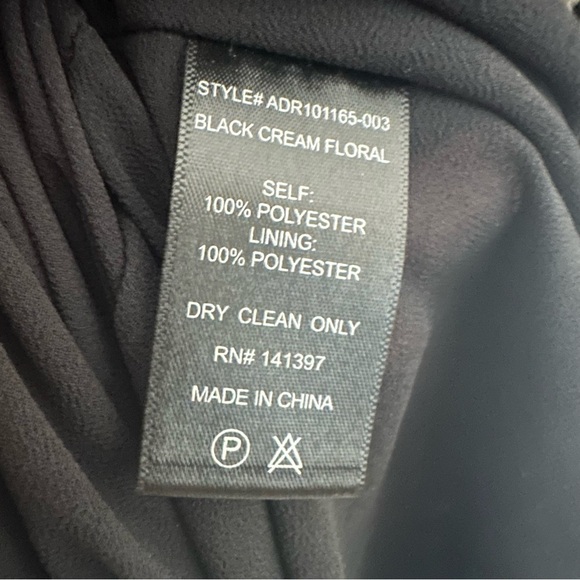 STYLE# ADR101165-003
BLACK CREAM FLORAL
SELF:
100% POLYESTER
LINING:
100% POLYESTER
DRY CLEAN ONLY
RN# 141397
MADE IN CHINA
P